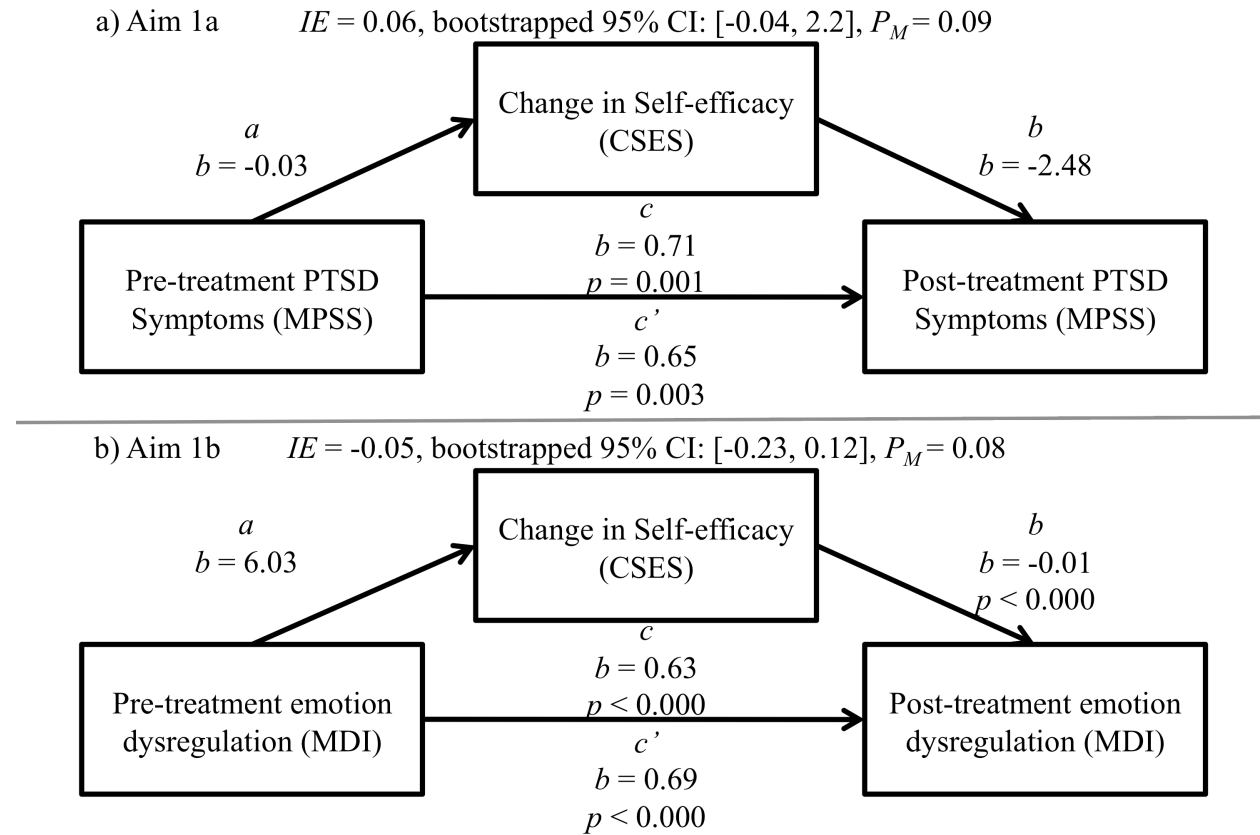 a) Aim 1a IE = 0.06, bootstrapped 95% CI: [-0.04, 2.2], PM = 0.09
Change in Self-efficacy
(CSES)
a
b = -0.03
b
b = -2.48
c
b = 0.71
p = 0.001
Pre-treatment PTSD
Symptoms (MPSS)
Post-treatment PTSD
Symptoms (MPSS)
c’
b = 0.65
p = 0.003
b) Aim 1b IE = -0.05, bootstrapped 95% CI: [-0.23, 0.12], PM = 0.08
Change in Self-efficacy
(CSES)
a
b = 6.03
b
b = -0.01
p < 0.000
c
b = 0.63
p < 0.000
Pre-treatment emotion
dysregulation (MDI)
Post-treatment emotion
dysregulation (MDI)
c’
b = 0.69
p < 0.000